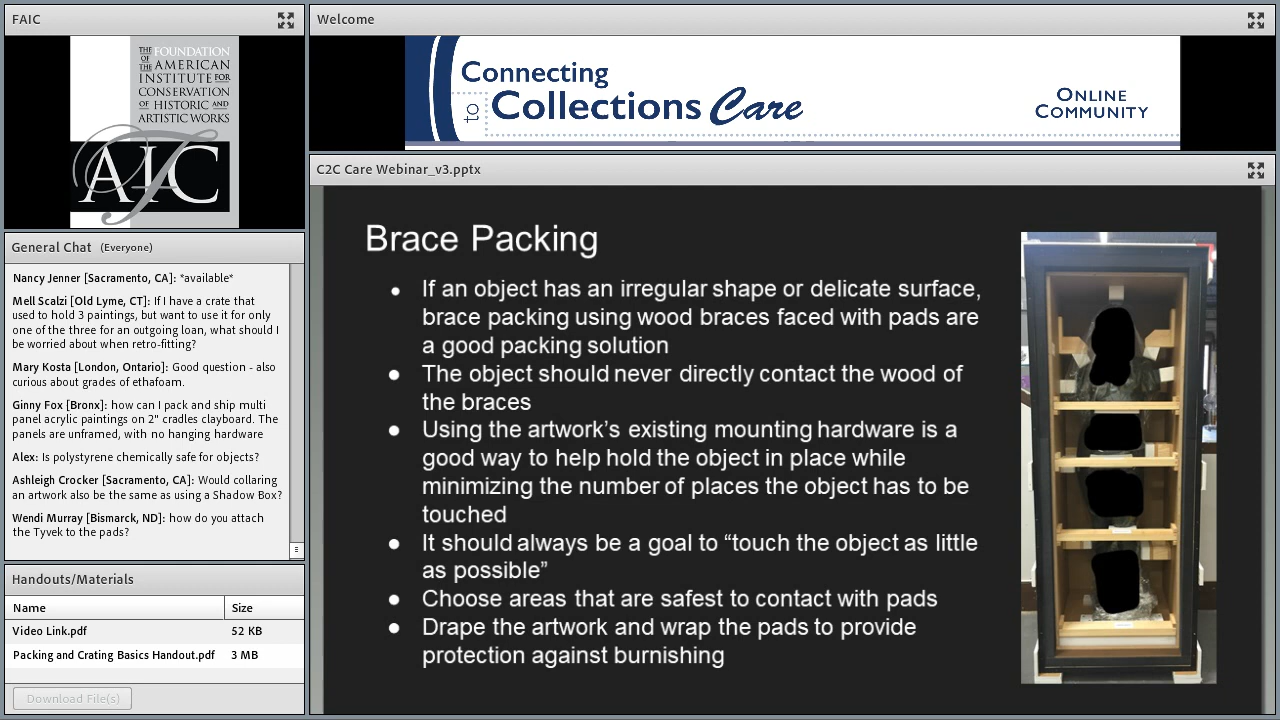 FAIC
THE FOUNDATION
OF THE AMERICAN
INSTITUTE FOR
CONSERVATION
OF HISTORIC AND
ARTISTIC WORKS
AIC
General Chat (Everyone)
Nancy Jenner [Sacramento, CA]: *available*
Mell Scalzi [Old Lyme, CT]: If I have a crate that
used to hold 3 paintings, but want to use it for only
one of the three for an outgoing loan, what should I
be worried about when retro-fitting?
Mary Kosta [London, Ontario]: Good question - also
curious about grades of ethafoam.
Ginny Fox [Bronx]: how can I pack and ship multi
panel acrylic paintings on 2" cradles clayboard. The
panels are unframed, with no hanging hardware
Alex: Is polystyrene chemically safe for objects?
Ashleigh Crocker [Sacramento, CA]: Would collaring
an artwork also be the same as using a Shadow Box?
Wendi Murray [Bismarck, ND]: how do you attach
the Tyvek to the pads?
Handouts/Materials
Name Size
Video Link.pdf 52 KB
Packing and Crating Basics Handout.pdf 3 MB
Download File(s)
Welcome
Connecting
to Collections Care
ONLINE
COMMUNITY
C2C Care Webinar_v3.pptx
Brace Packing
● If an object has an irregular shape or delicate surface,
brace packing using wood braces faced with pads are
a good packing solution
● The object should never directly contact the wood of
the braces
● Using the artwork’s existing mounting hardware is a
good way to help hold the object in place while
minimizing the number of places the object has to be
touched
● It should always be a goal to “touch the object as little
as possible”
● Choose areas that are safest to contact with pads
● Drape the artwork and wrap the pads to provide
protection against burnishing